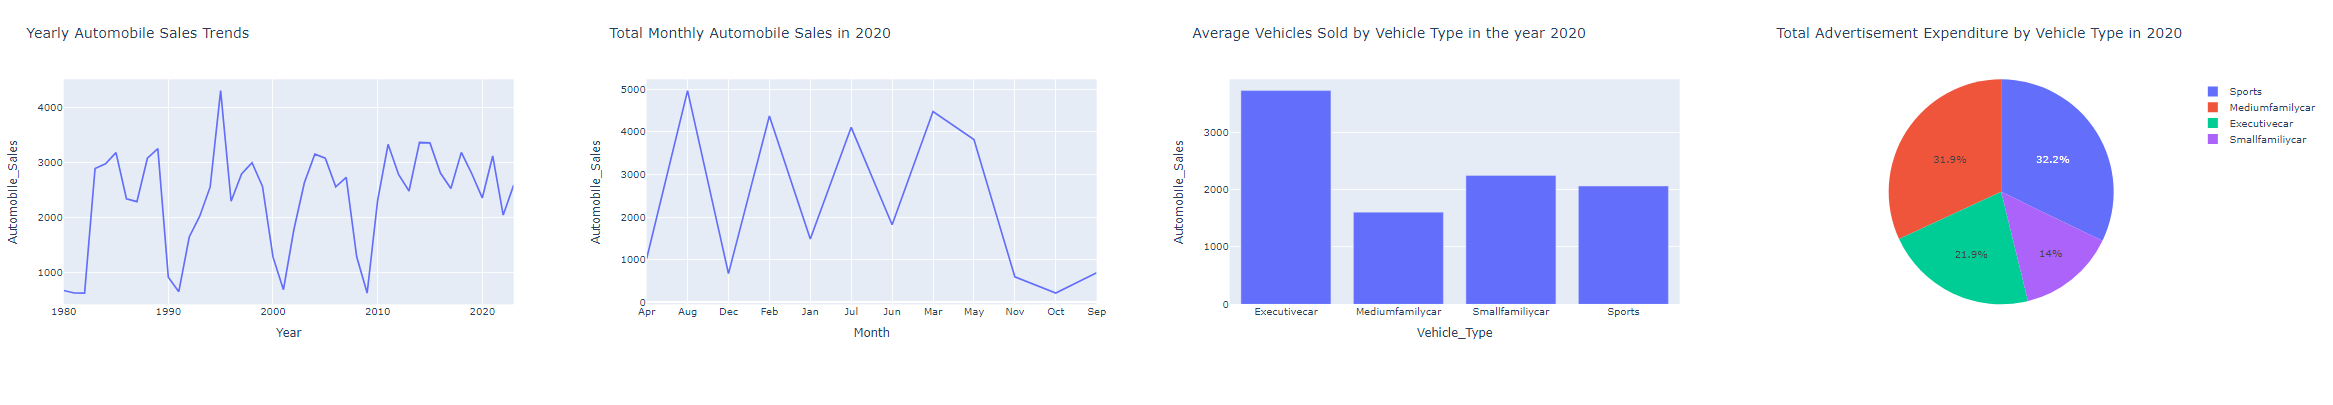 Yearly Automobile Sales Trends
4000
3000
2000
1000
Automobile_Sales
1980 1990 2000 2010 2020
Year
Total Monthly Automobile Sales in 2020
5000
4000
3000
2000
1000
0
Automobile_Sales
Apr Aug Dec Feb Jan Jul Jun Mar May Nov Oct Sep
Month
Average Vehicles Sold by Vehicle Type in the year 2020
3000
2000
1000
0
Automobile_Sales
Executivecar Mediumfamilycar Smallfamiliycar Sports
Vehicle_Type
Total Advertisement Expenditure by Vehicle Type in 2020
31.9%
32.2%
21.9%
14%
Sports
Mediumfamilycar
Executivecar
Smallfamiliycar